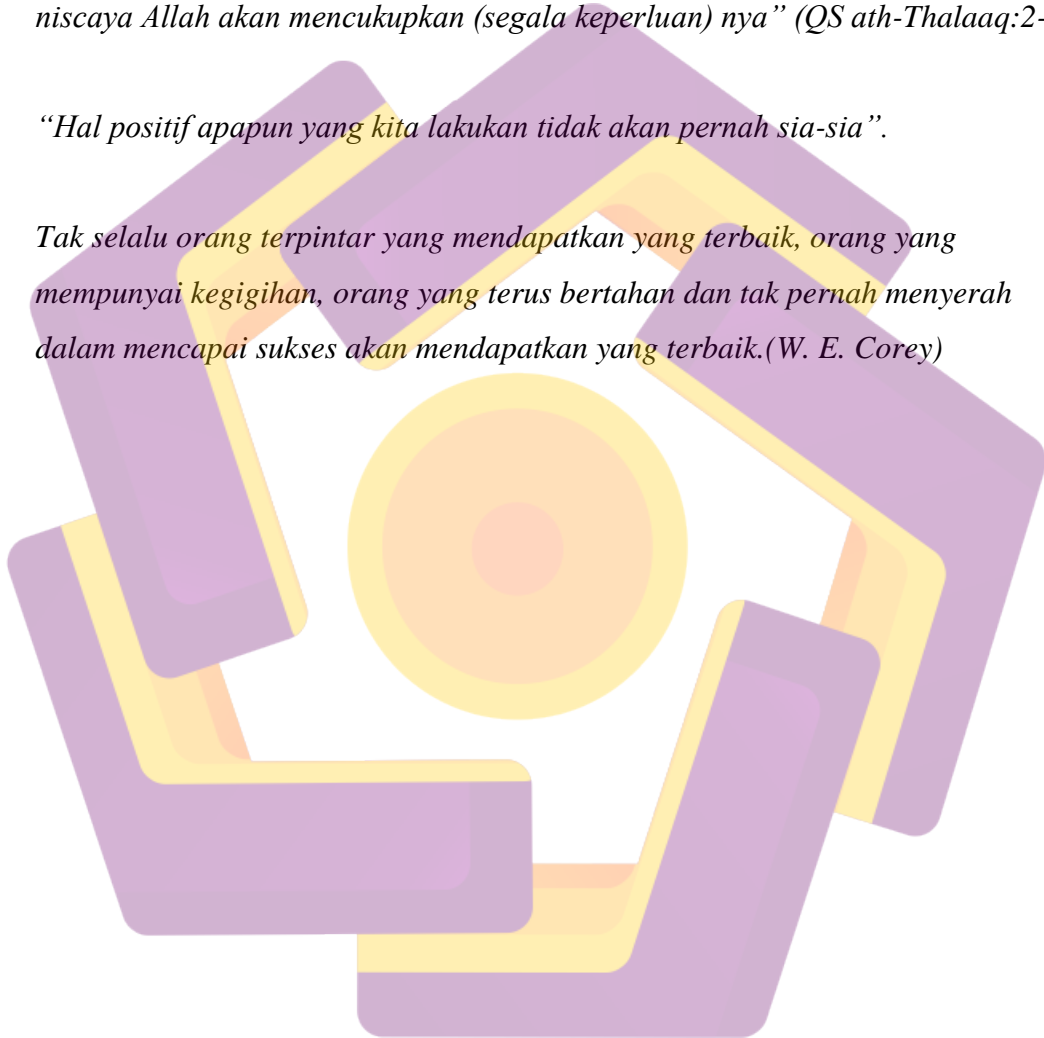 niscaya Allah akan mencukupkan (segala keperluan) nya” (QS ath-Thalaaq:2-
“Hal positif apapun yang kita lakukan tidak akan pernah sia-sia”.
Tak selalu orang terpintar yang mendapatkan yang terbaik, orang yang
mempunyai kegigihan, orang yang terus bertahan dan tak pernah menyerah
dalam mencapai sukses akan mendapatkan yang terbaik.(W. E. Corey)